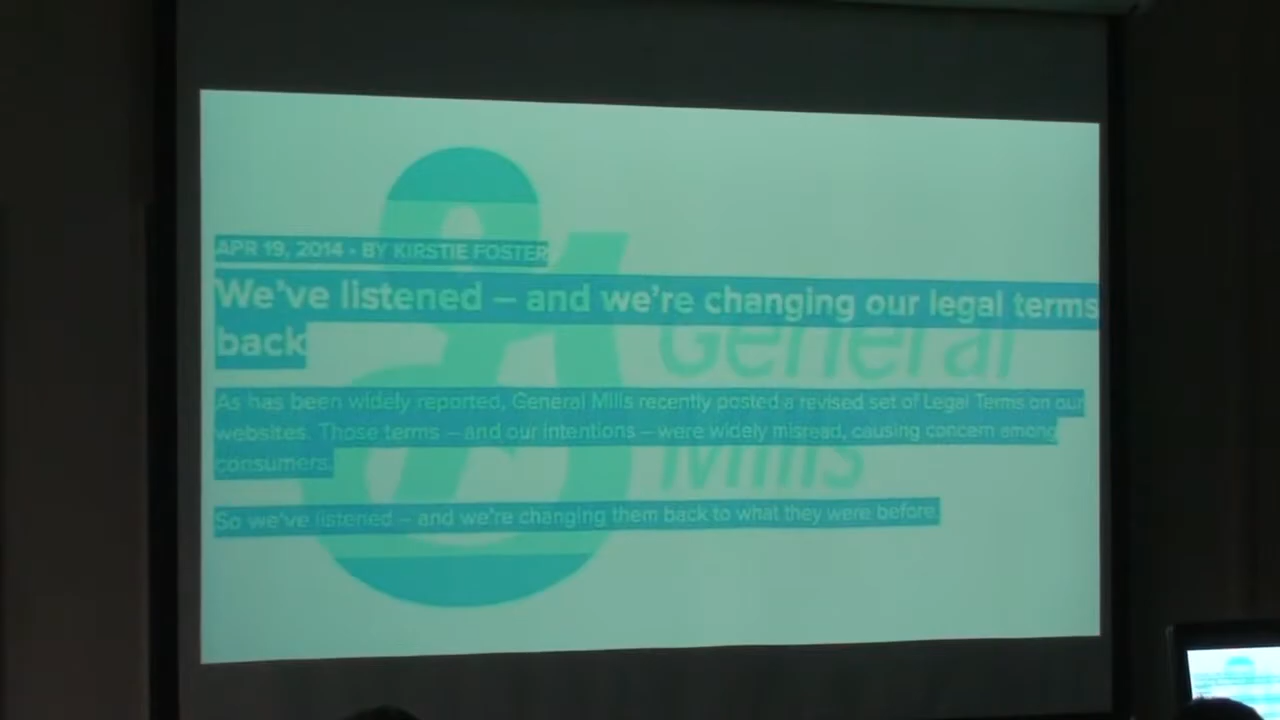 APR 19, 2014 - BY KIRSTIE FOSTER
We've listened – and we're changing our legal terms
back
General
As has been widely reported, General Mills recently posted a revised set of Legal Terms on our
websites. Those terms – and our intentions – were widely misread, causing concern among
consumers.
Mills
So we've listened – and we're changing them back to what they were before.